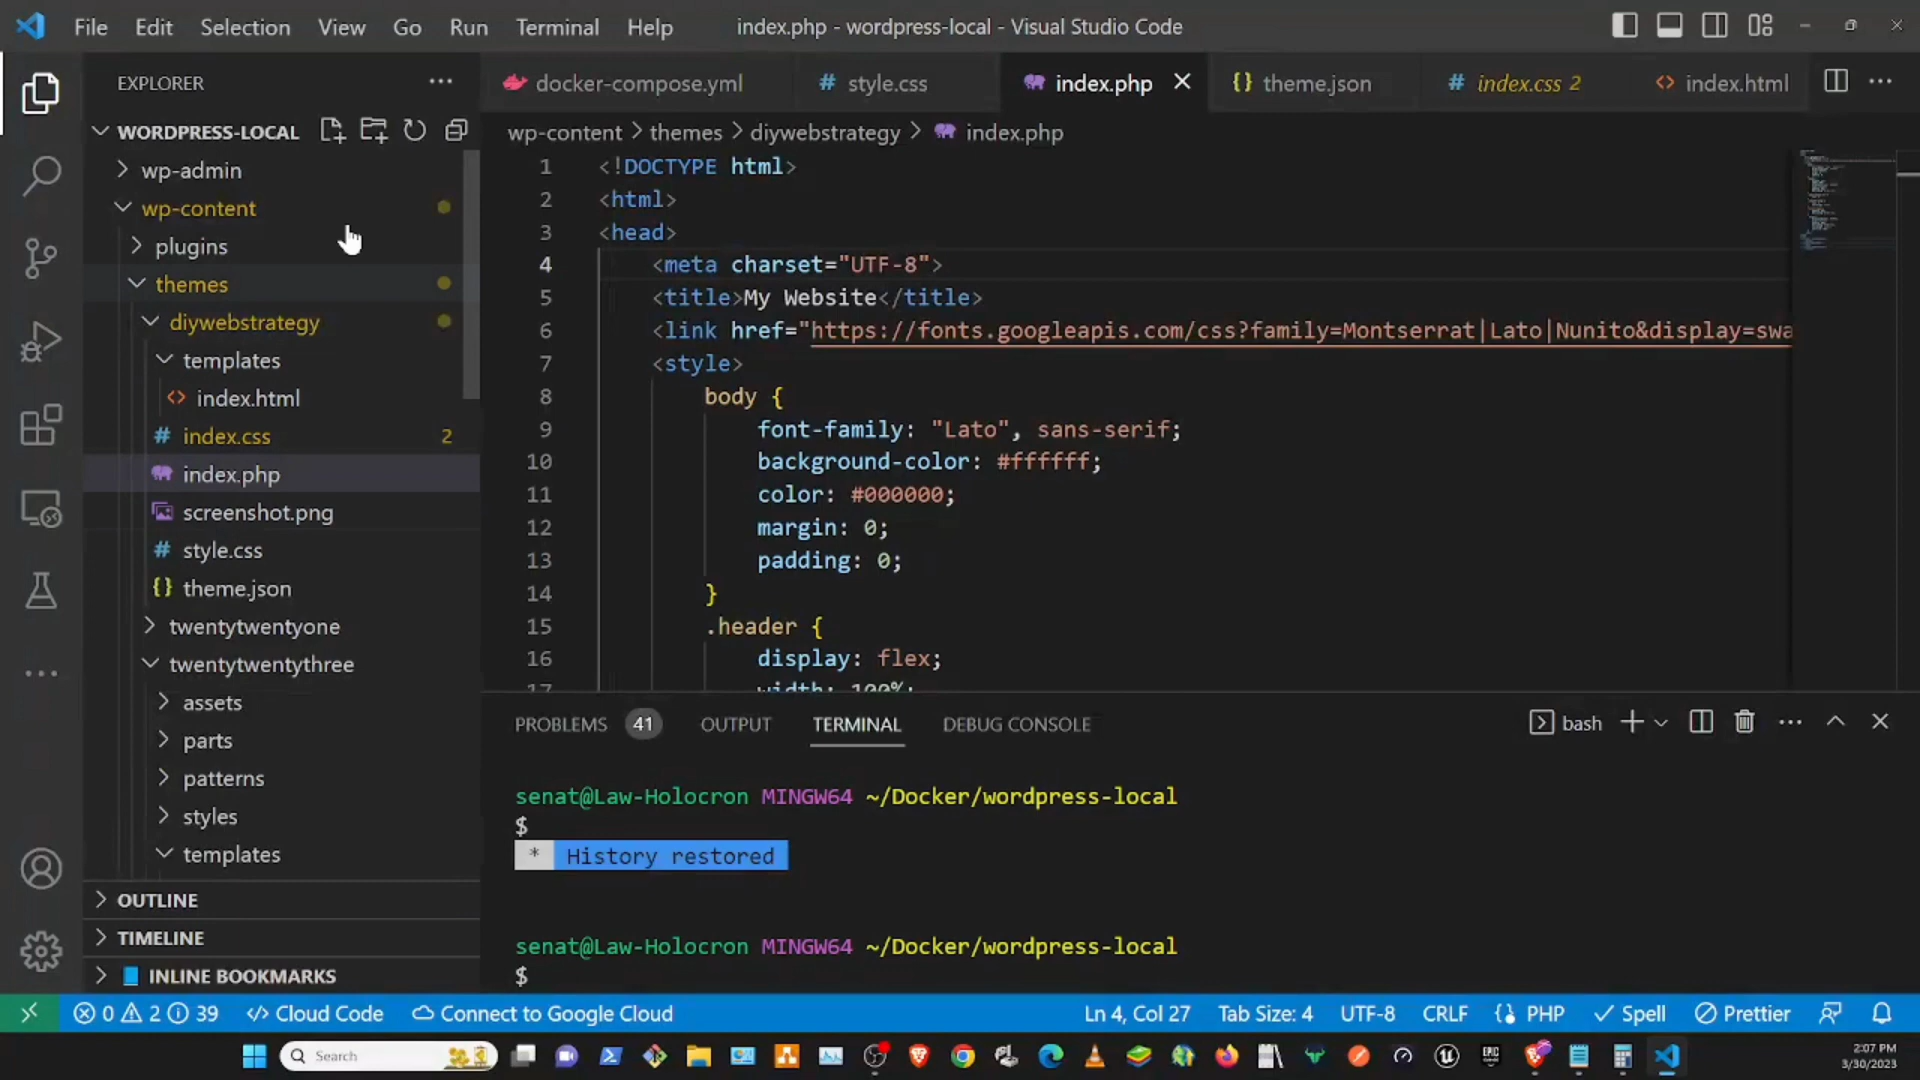 File Edit Selection View Go Run Terminal Help index.php - wordpress-local - Visual Studio Code
EXPLORER
WORDPRESS-LOCAL
wp-admin
wp-content
plugins
themes
diywebstrategy
templates
index.html
index.css 2
index.php
screenshot.png
style.css
theme.json
twentytwentyone
twentytwentythree
assets
parts
patterns
styles
templates
OUTLINE
TIMELINE
INLINE BOOKMARKS
docker-compose.yml style.css index.php theme.json index.css 2 index.html
wp-content > themes > diywebstrategy > index.php
1 <!DOCTYPE html>
2 <html>
3 <head>
4 <meta charset="UTF-8">
5 <title>My Website</title>
6 <link href="https://fonts.googleapis.com/css?family=Montserrat|Lato|Nunito&display=swa
7 <style>
8 body {
9 font-family: "Lato", sans-serif;
10 background-color: #ffffff;
11 color: #000000;
12 margin: 0;
13 padding: 0;
14 }
15 .header {
16 display: flex;
17 width: 100%;
PROBLEMS 41 OUTPUT TERMINAL DEBUG CONSOLE bash
senat@Law-Holocron MINGW64 ~/Docker/wordpress-local
$
* History restored
senat@Law-Holocron MINGW64 ~/Docker/wordpress-local
$
0 2 39 Cloud Code Connect to Google Cloud Ln 4, Col 27 Tab Size: 4 UTF-8 CRLF PHP Spell Prettier
Search
2:07 PM
3/30/2023